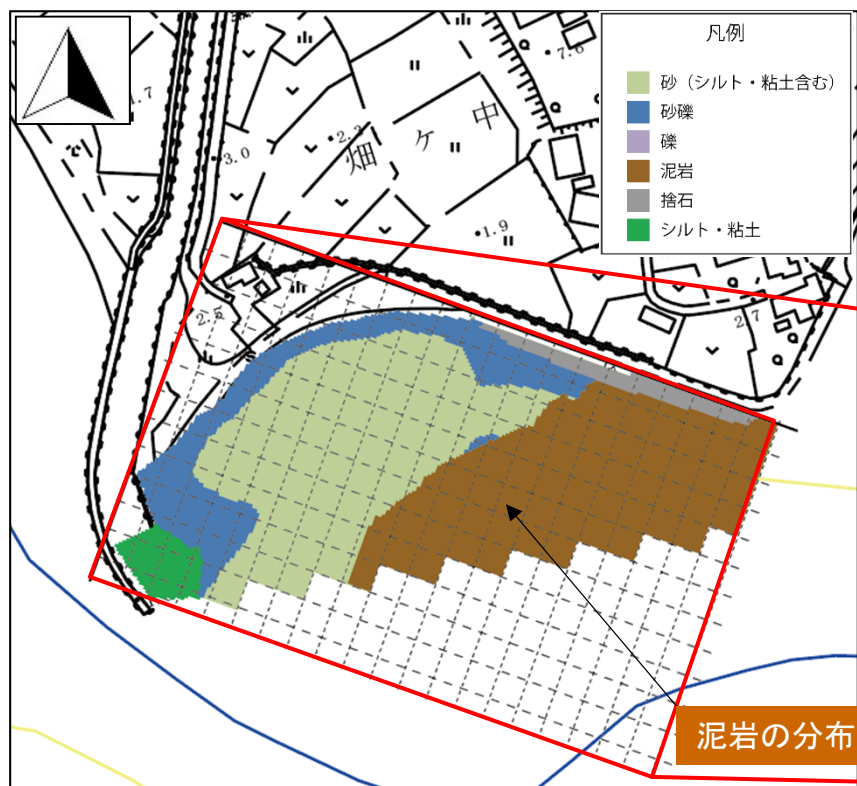 凡例
砂（シルト・粘土含む）
砂礫
礫
泥岩
捨石
シルト・粘土
7.6
1.7
3.0
2.3
畑ヶ中
1.9
2.5
2.7
泥岩の分布